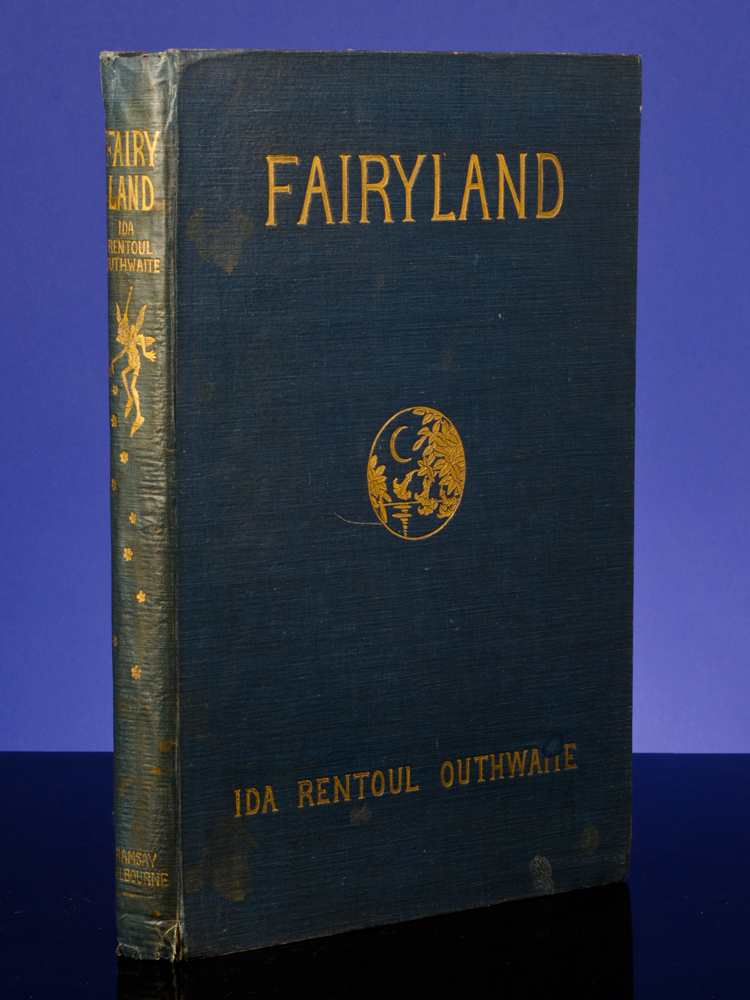 FAIRYLAND
IDA RENTOUL OUTHWAITE
FAIRY
LAND
IDA
RENTOUL
OUTHWAITE
RAMSAY
MELBOURNE